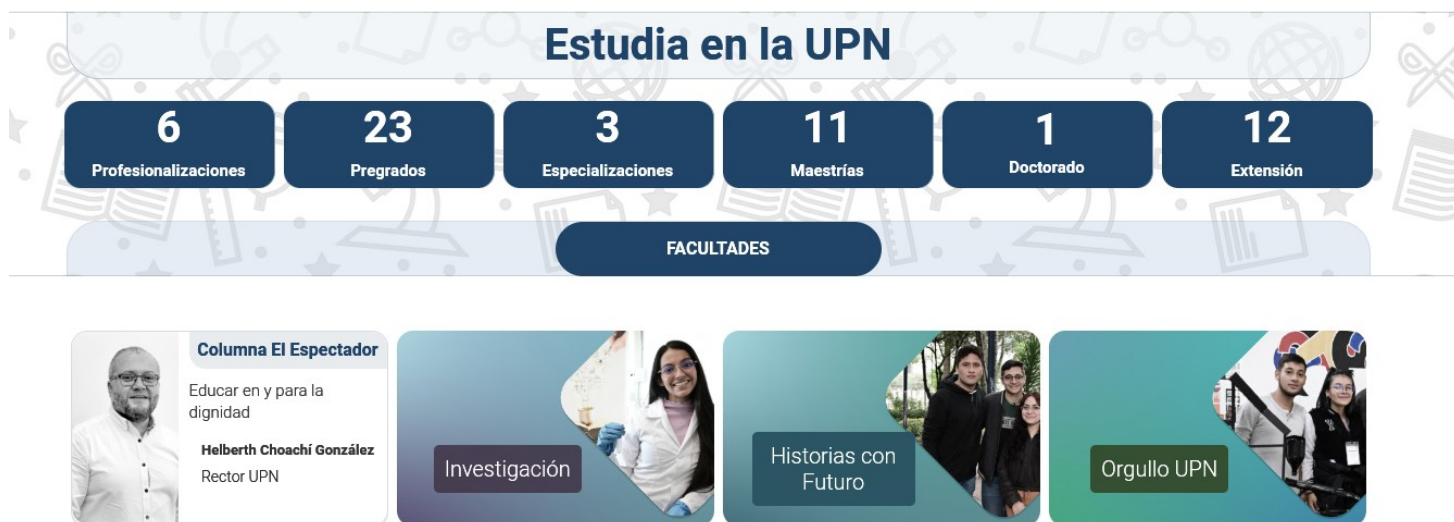 Estudia en la UPN
6
Profesionalizaciones
23
Pregrados
3
Especializaciones
11
Maestrías
1
Doctorado
12
Extensión
FACULTADES
Columna El Espectador
Educar en y para la
dignidad
Helberth Choachí González
Rector UPN
Investigación
Historias con
Futuro
Orgullo UPN